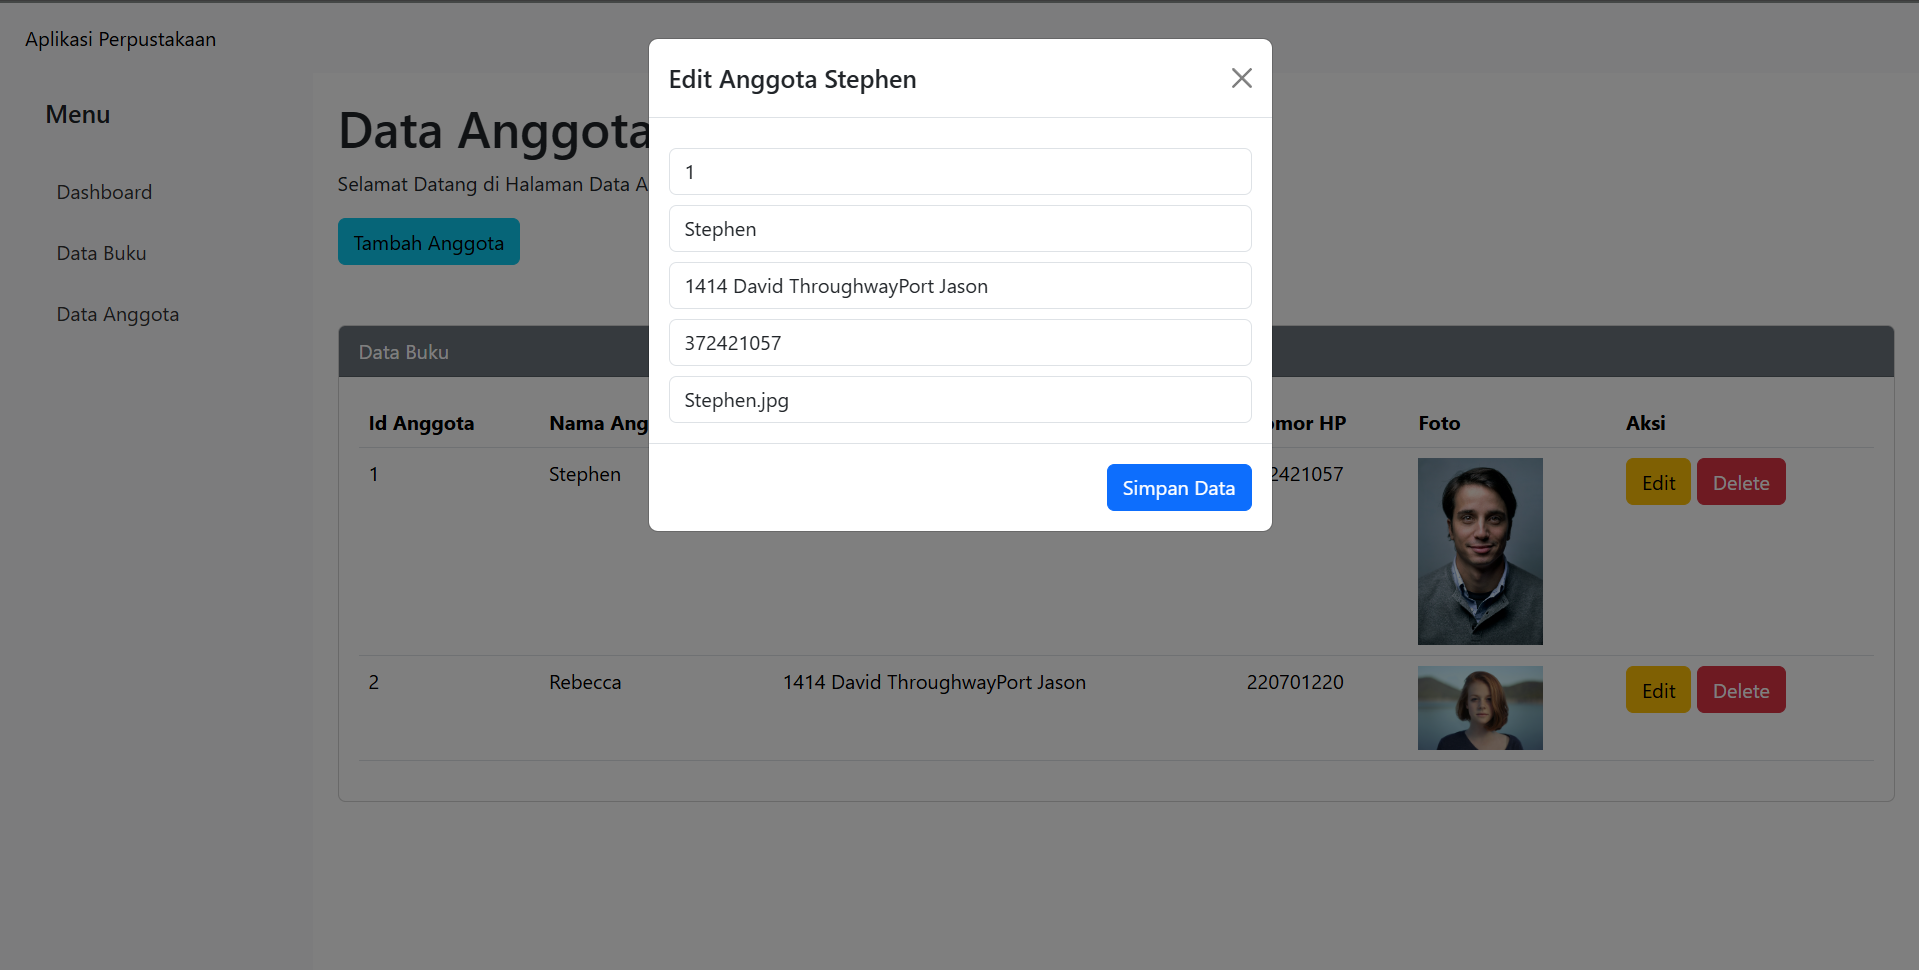 Aplikasi Perpustakaan
Menu
Dashboard
Data Buku
Data Anggota
Data Anggota
Selamat Datang di Halaman Data A
Tambah Anggota
Data Buku
Id Anggota Nama Ang omor HP Foto Aksi
1 Stephen 2421057 Edit Delete
2 Rebecca 1414 David ThroughwayPort Jason 220701220 Edit Delete
Edit Anggota Stephen
1
Stephen
1414 David ThroughwayPort Jason
372421057
Stephen.jpg
Simpan Data